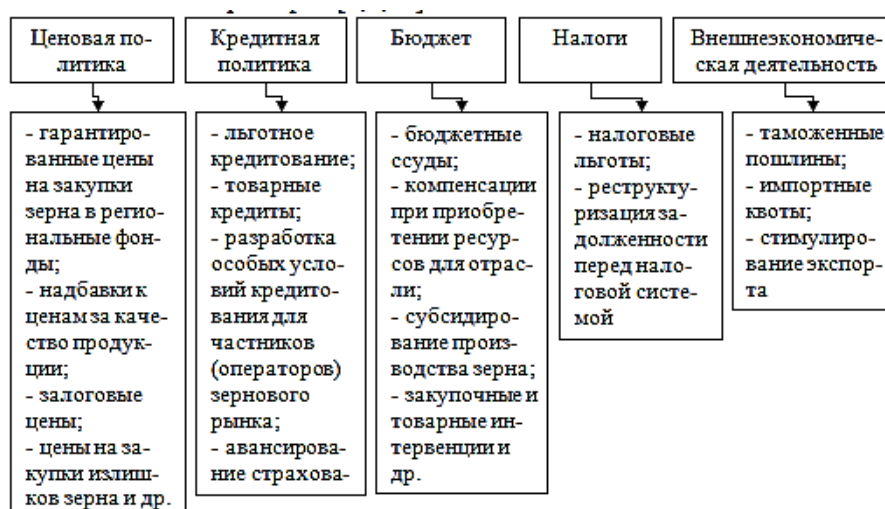 Ценовая по-
литика
Кредитная
политика
Бюджет
Налоги
Внешнеэкономиче-
ская деятельность
- гарантиро-
ванные цены
на закупки
зерна в регио-
нальные фон-
ды;
- надбавки к
ценам за каче-
ство продук-
ции;
- залоговые
цены;
- цены на за-
купки излиш-
ков зерна и др.
- льготное
кредитование;
- товарные
кредиты;
- разработка
особых усло-
вий кредито-
вания для
частников
(операторов)
зернового
рынка;
- авансирова-
ние страхова-
- бюджетные
ссуды;
- компенсации
при приобре-
тении ресур-
сов для отрас-
ли;
- субсидиро-
вание произ-
водства зерна;
- закупочные и
товарные ин-
тервенции и
др.
- налоговые
льготы;
- реструкту-
ризация за-
долженности
перед нало-
говой систе-
мой
- таможенные
пошлины;
- импортные
квоты;
- стимулиро-
вание экспор-
та